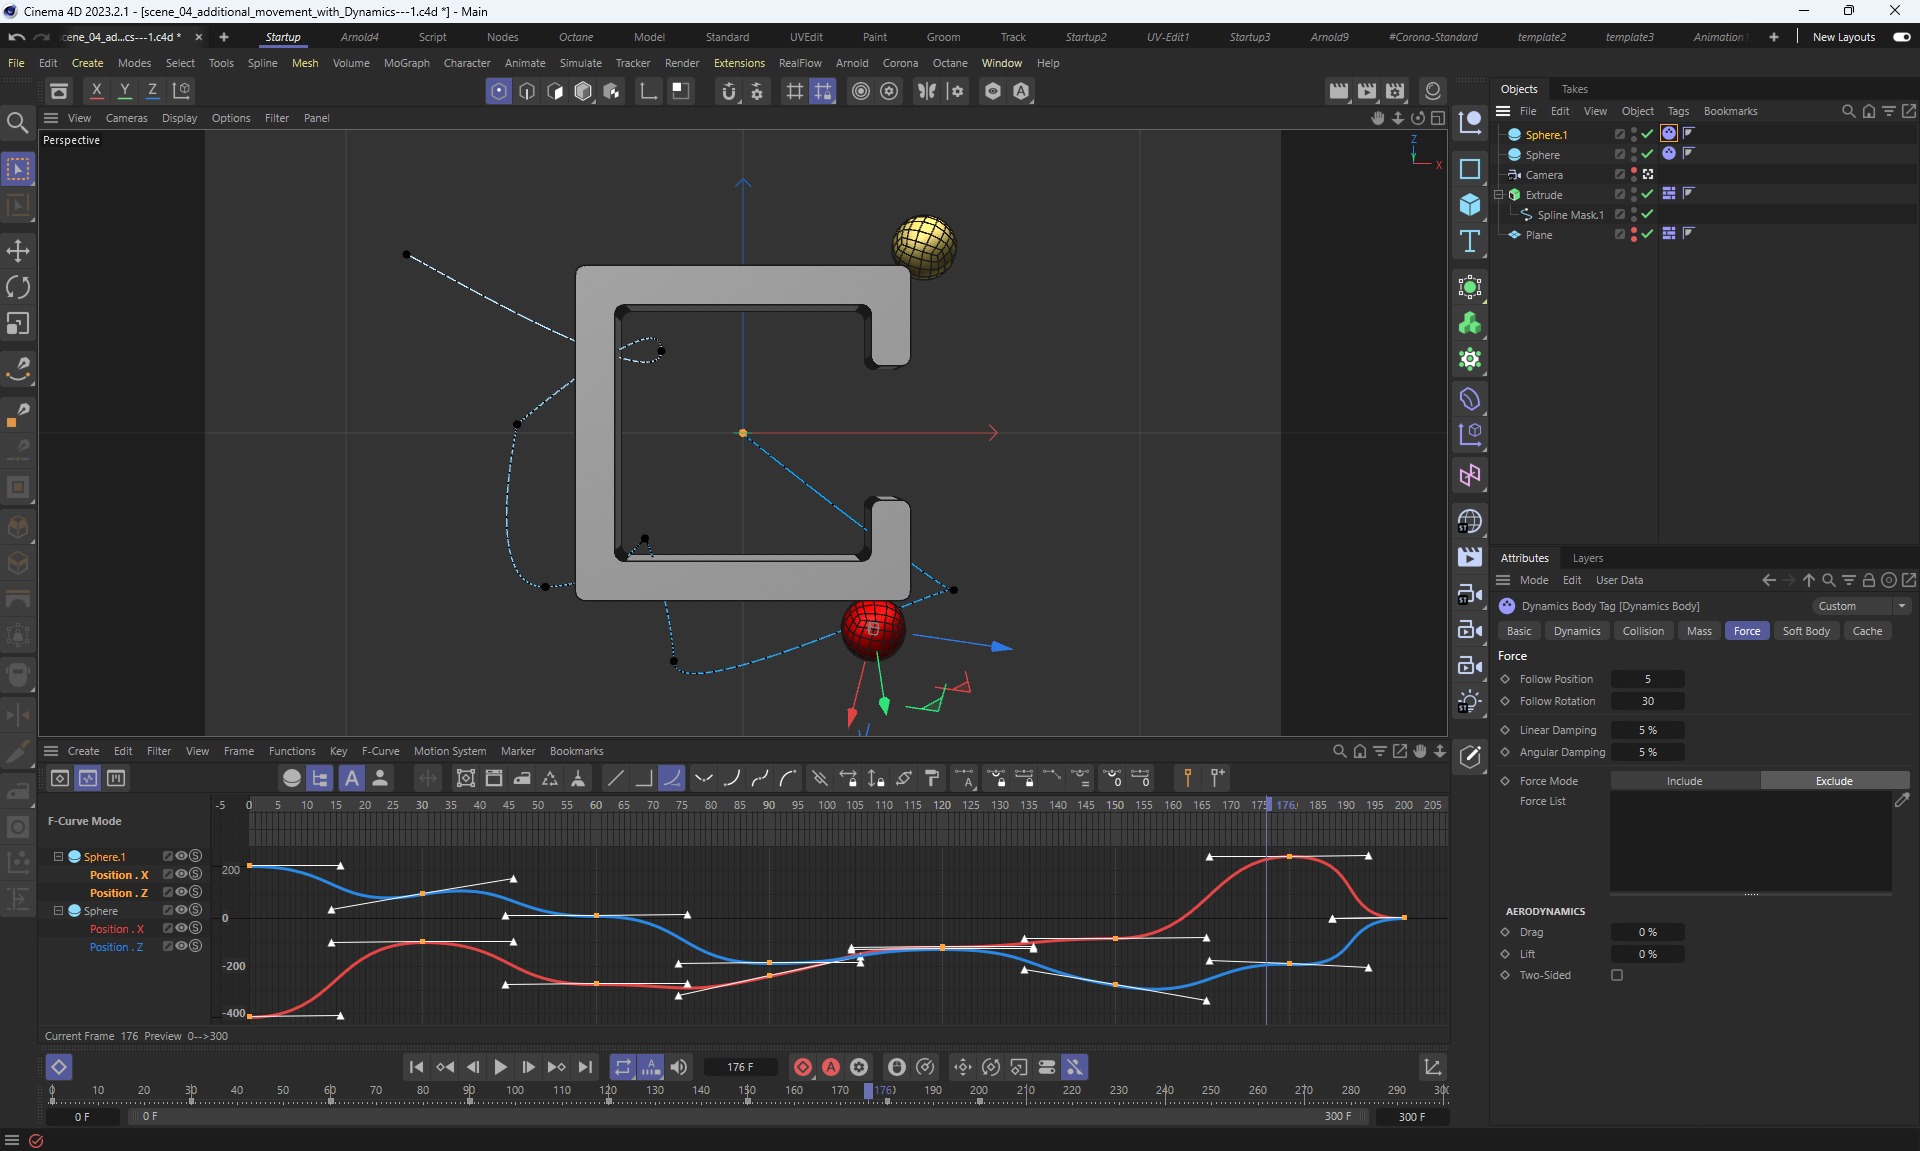 Cinema 4D 2023.2.1 - [scene_04_additional_movement_with_Dynamics---1.c4d *] - Main
cene_04_ad...cs---1.c4d * × + Startup Arnold4 Script Nodes Octane Model Standard UVEdit Paint Groom Track Startup2 UV-Edit1 Startup3 Arnold9 #Corona-Standard template2 template3 Animation + New Layouts
File Edit Create Modes Select Tools Spline Mesh Volume MoGraph Character Animate Simulate Tracker Render Extensions RealFlow Arnold Corona Octane Window Help
X Y Z
View Cameras Display Options Filter Panel
Perspective
Z
X
Objects Takes
File Edit View Object Tags Bookmarks
Sphere.1
Sphere
Camera
Extrude
Spline Mask.1
Plane
Attributes Layers
Mode Edit User Data
Dynamics Body Tag [Dynamics Body] Custom
Basic Dynamics Collision Mass Force Soft Body Cache
Force
Follow Position 5
Follow Rotation 30
Linear Damping 5 %
Angular Damping 5 %
Force Mode Include Exclude
Force List
AERODYNAMICS
Drag 0 %
Lift 0 %
Two-Sided
Create Edit Filter View Frame Functions Key F-Curve Motion System Marker Bookmarks
-5 0 5 10 15 20 25 30 35 40 45 50 55 60 65 70 75 80 85 90 95 100 105 110 115 120 125 130 135 140 145 150 155 160 165 170 17 176 185 190 195 200 205
F-Curve Mode
Sphere.1
Position . X
Position . Z
Sphere
Position . X
Position . Z
200
0
-200
-400
Current Frame 176 Preview 0-->300
176 F
0 10 20 30 40 50 60 70 80 90 100 110 120 130 140 150 160 170 176 190 200 210 220 230 240 250 260 270 280 290 30
0 F 0 F 300 F 300 F